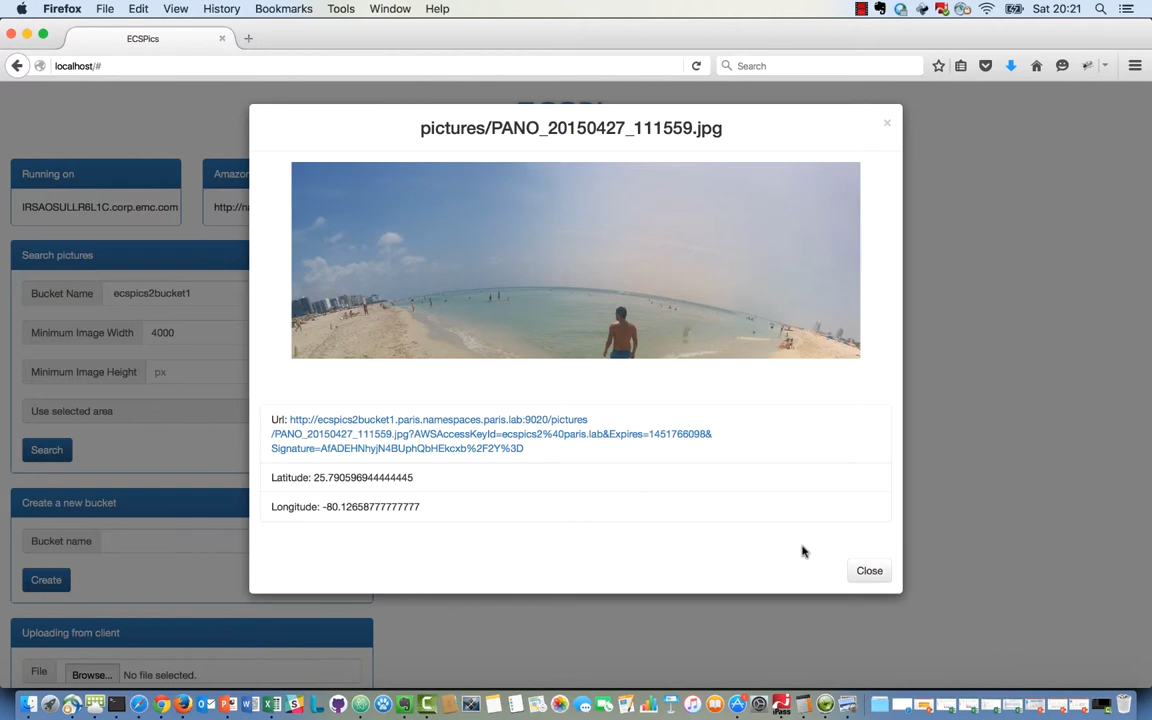 Firefox File Edit View History Bookmarks Tools Window Help Sat 20:21
ECSPics
localhost/#
Search
pictures/PANO_20150427_111559.jpg
Running on
IRSAOSULLR6L1C.corp.emc.com
Search pictures
Bucket Name ecspics2bucket1
Minimum Image Width 4000
Minimum Image Height px
Use selected area
Search
Create a new bucket
Bucket name
Create
Uploading from client
File Browse... No file selected.
Url: http://ecspics2bucket1.paris.namespaces.paris.lab:9020/pictures
/PANO_20150427_111559.jpg?AWSAccessKeyId=ecspics2%40paris.lab&Expires=1451766098&
Signature=AfADEHNhyjN4BUphQbHEkcxb%2F2Y%3D
Latitude: 25.790596944444445
Longitude: -80.12658777777777
Close